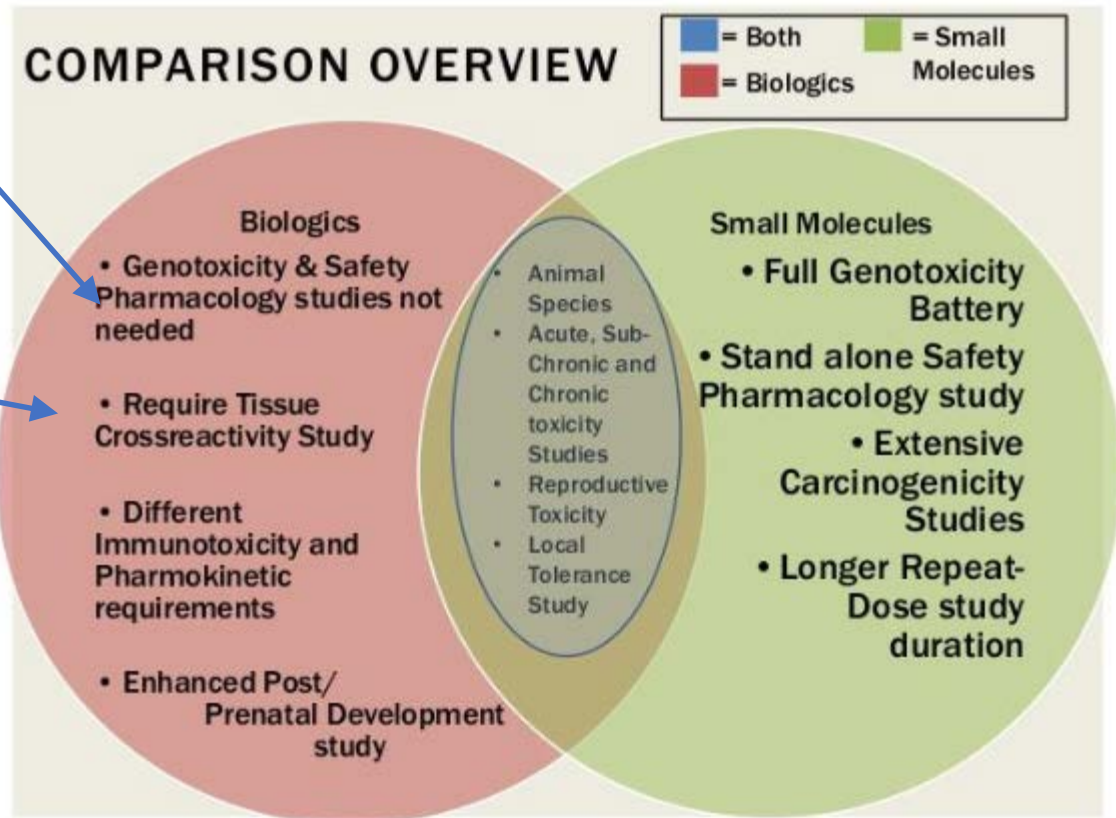 COMPARISON OVERVIEW
= Both
= Small
Molecules
= Biologics
Biologics
• Genotoxicity & Safety
Pharmacology studies not
needed
• Require Tissue
Crossreactivity Study
• Different
Immunotoxicity and
Pharmokinetic
requirements
• Enhanced Post/
Prenatal Development
study
• Animal
Species
• Acute, Sub-
Chronic and
Chronic
toxicity
Studies
• Reproductive
Toxicity
• Local
Tolerance
Study
Small Molecules
• Full Genotoxicity
Battery
• Stand alone Safety
Pharmacology study
• Extensive
Carcinogenicity
Studies
• Longer Repeat-
Dose study
duration